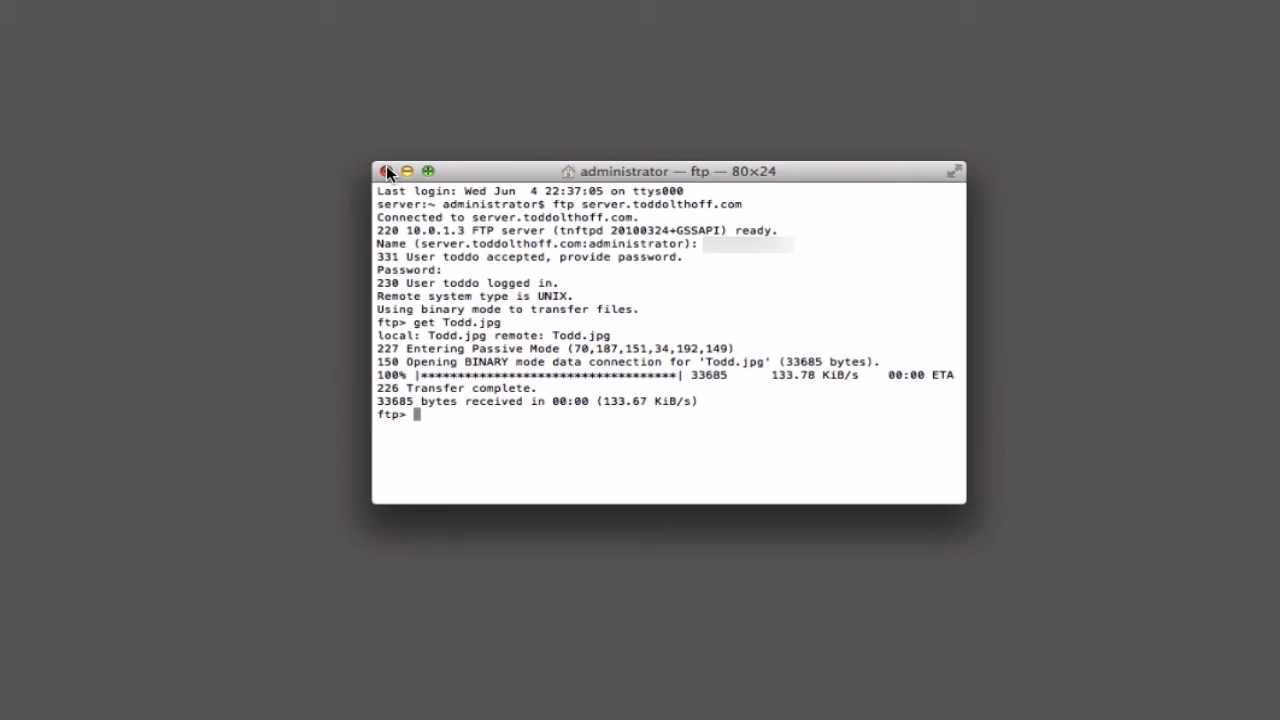 administrator — ftp — 80×24
Last login: Wed Jun  4 22:37:05 on ttys000
server:~ administrator$ ftp server.toddolthoff.com
Connected to server.toddolthoff.com.
220 10.0.1.3 FTP server (tnftpd 20100324+GSSAPI) ready.
Name (server.toddolthoff.com:administrator):
331 User toddo accepted, provide password.
Password:
230 User toddo logged in.
Remote system type is UNIX.
Using binary mode to transfer files.
ftp> get Todd.jpg
local: Todd.jpg remote: Todd.jpg
227 Entering Passive Mode (70,187,151,34,192,149)
150 Opening BINARY mode data connection for 'Todd.jpg' (33685 bytes).
100% |***********************************| 33685      133.78 KiB/s    00:00 ETA
226 Transfer complete.
33685 bytes received in 00:00 (133.67 KiB/s)
ftp>